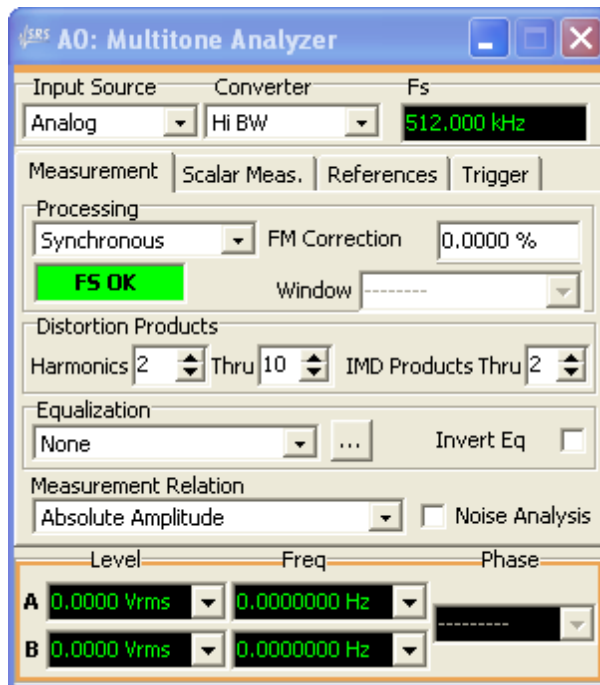 SRS A0: Multitone Analyzer
Input Source Converter Fs
Analog Hi BW 512.000 kHz
Measurement Scalar Meas. References Trigger
Processing
Synchronous FM Correction 0.0000 %
FS OK Window --------
Distortion Products
Harmonics 2 Thru 10 IMD Products Thru 2
Equalization
None ... Invert Eq
Measurement Relation
Absolute Amplitude Noise Analysis
Level Freq Phase
A 0.0000 Vrms 0.0000000 Hz ---------
B 0.0000 Vrms 0.0000000 Hz